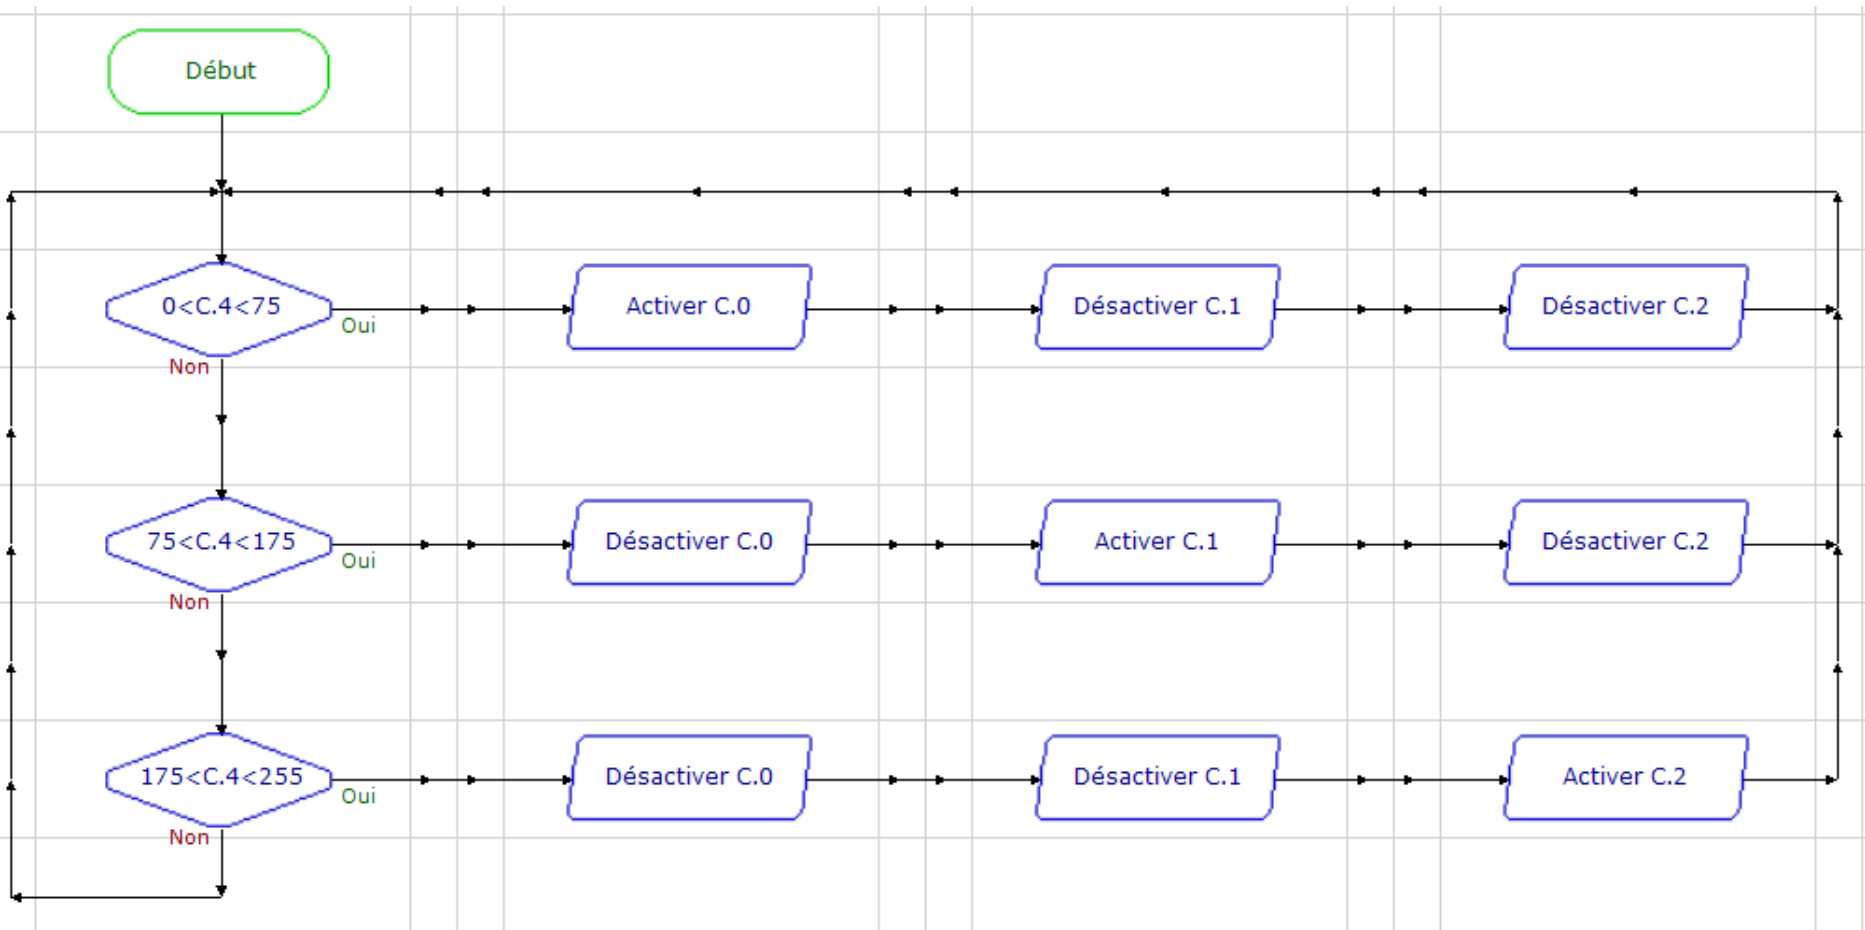 Début
0<C.4<75
Oui
Non
Activer C.0
Désactiver C.1
Désactiver C.2
75<C.4<175
Oui
Non
Désactiver C.0
Activer C.1
Désactiver C.2
175<C.4<255
Oui
Non
Désactiver C.0
Désactiver C.1
Activer C.2